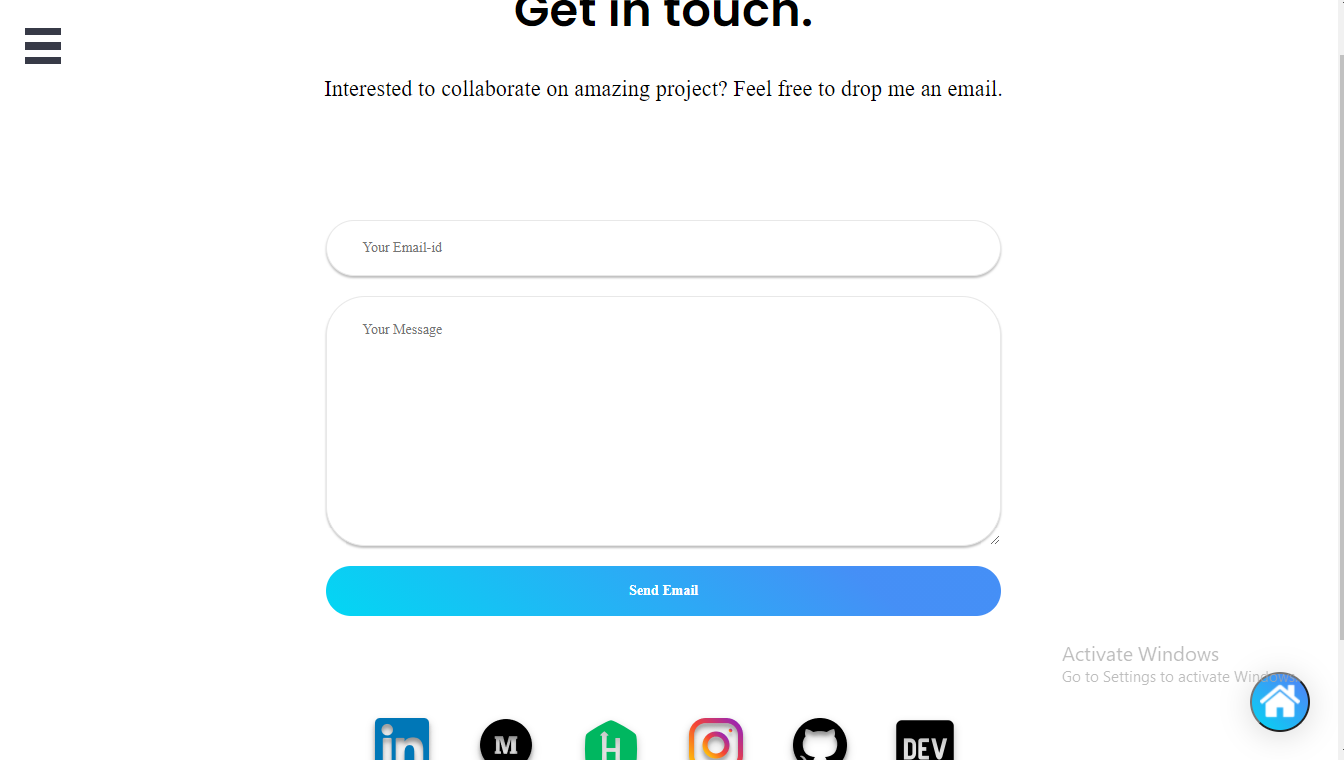 Get in touch.
Interested to collaborate on amazing project? Feel free to drop me an email.
Your Email-id
Your Message
Send Email
Activate Windows
Go to Settings to activate Windows.
in
M
H
DEV